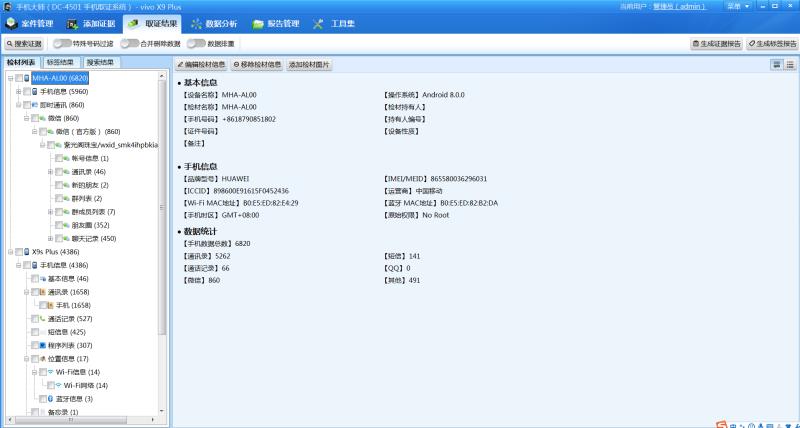 手机大师（DC-4501 手机取证系统）- vivo X9 Plus
当前用户：管理员(admin)
菜单
案件管理
添加证据
取证结果
数据分析
报告管理
工具集
搜索证据
特殊号码过滤
合并删除数据
数据排重
生成证据报告
生成标签报告
检材列表
标签结果
搜索结果
编辑检材信息
移除检材信息
添加检材图片
MHA-AL00 (6820)
手机信息 (5960)
即时通讯 (860)
微信 (860)
微信（官方版）(860)
紫光阁珠宝/wxid_smk4ihpbkia
帐号信息 (1)
通讯录 (46)
新的朋友 (2)
群列表 (2)
群成员列表 (7)
朋友圈 (352)
聊天记录 (450)
X9s Plus (4386)
手机信息 (4386)
基本信息 (46)
通讯录 (1658)
手机 (1658)
通话记录 (527)
短信息 (425)
程序列表 (307)
位置信息 (17)
Wi-Fi信息 (14)
Wi-Fi网络 (14)
蓝牙信息 (3)
备忘录 (1)
• 基本信息
【设备名称】MHA-AL00
【操作系统】Android 8.0.0
【检材名称】MHA-AL00
【检材持有人】
【手机号码】+8618790851802
【持有人编号】
【证件号码】
【设备性质】
【备注】
• 手机信息
【品牌型号】HUAWEI
【IMEI/MEID】865580036296031
【ICCID】898600E91615F0452436
【运营商】中国移动
【Wi-Fi MAC地址】B0:E5:ED:82:E4:29
【蓝牙 MAC地址】B0:E5:ED:82:B2:DA
【手机时区】GMT+08:00
【原始权限】No Root
• 数据统计
【手机数据总数】6820
【通讯录】5262
【短信】141
【通话记录】66
【QQ】0
【微信】860
【其他】491
中